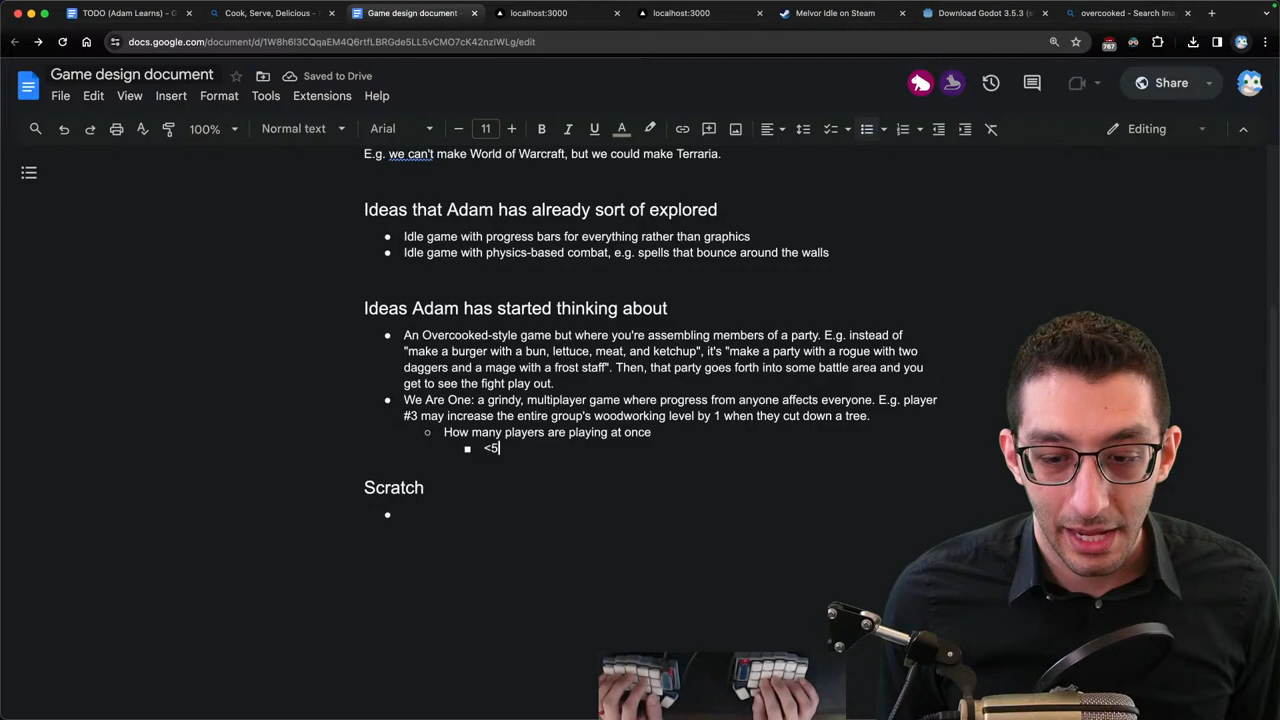 TODO (Adam Learns) - G
Cook, Serve, Delicious -
Game design document
localhost:3000
localhost:3000
Melvor Idle on Steam
Download Godot 3.5.3 (s
overcooked - Search Ima
Game design document
Saved to Drive
File Edit View Insert Format Tools Extensions Help
Share
100% Normal text Arial 11
Editing
E.g. we can't make World of Warcraft, but we could make Terraria.
Ideas that Adam has already sort of explored
Idle game with progress bars for everything rather than graphics
Idle game with physics-based combat, e.g. spells that bounce around the walls
Ideas Adam has started thinking about
An Overcooked-style game but where you're assembling members of a party. E.g. instead of
"make a burger with a bun, lettuce, meat, and ketchup", it's "make a party with a rogue with two
daggers and a mage with a frost staff". Then, that party goes forth into some battle area and you
get to see the fight play out.
We Are One: a grindy, multiplayer game where progress from anyone affects everyone. E.g. player
#3 may increase the entire group's woodworking level by 1 when they cut down a tree.
How many players are playing at once
<5
Scratch